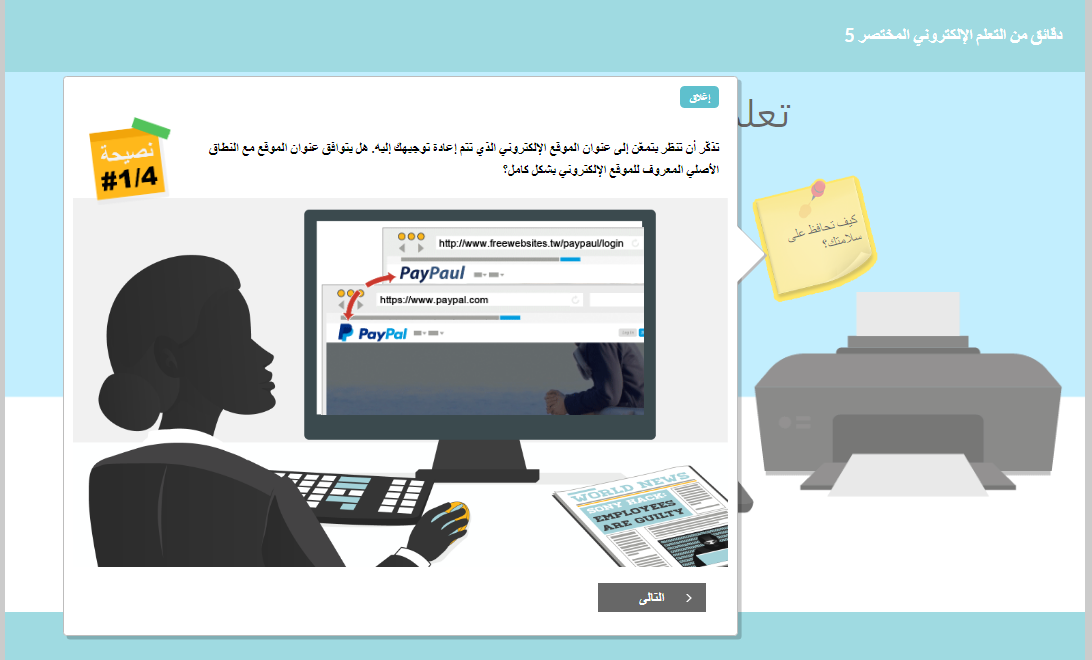 دقائق من التعلم الإلكتروني المختصر 5
إغلاق
نصيحة
#1/4
تذكّر أن تنظر بتمعّن إلى عنوان الموقع الإلكتروني الذي تتم إعادة توجيهك إليه. هل يتوافق عنوان الموقع مع النطاق
الأصلي المعروف للموقع الإلكتروني بشكل كامل؟
كيف تحافظ على
سلامتك؟
http://www.freewebsites.tw/paypaul/login
PayPaul
https://www.paypal.com
PayPal
WORLD NEWS
SONY HACK:
EMPLOYEES
ARE GUILTY
التالي